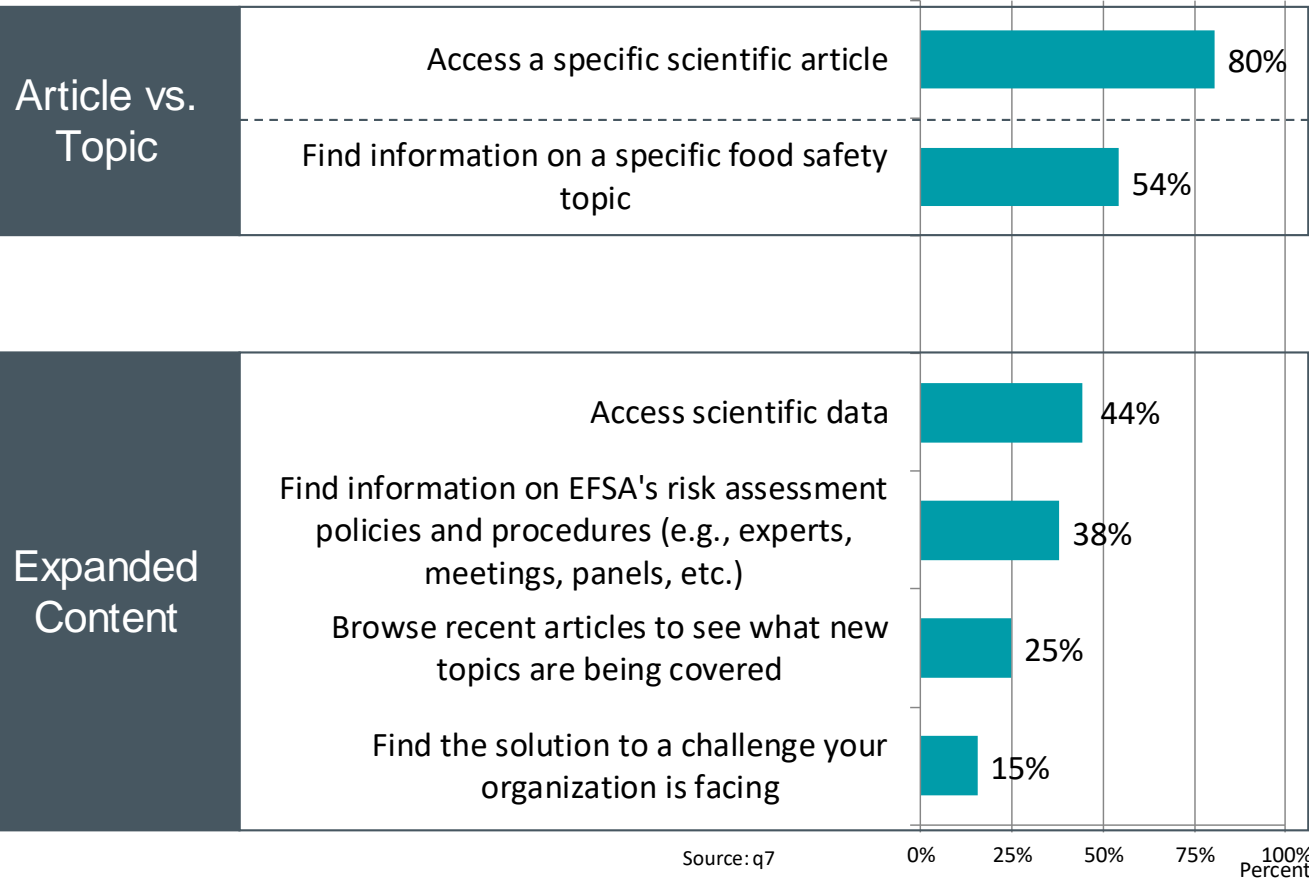 Article vs.
Topic
Access a specific scientific article
80%
Find information on a specific food safety
topic
54%
Expanded
Content
Access scientific data
44%
Find information on EFSA's risk assessment
policies and procedures (e.g., experts,
meetings, panels, etc.)
38%
Browse recent articles to see what new
topics are being covered
25%
Find the solution to a challenge your
organization is facing
15%
Source: q7
0% 25% 50% 75% 100%
Percent